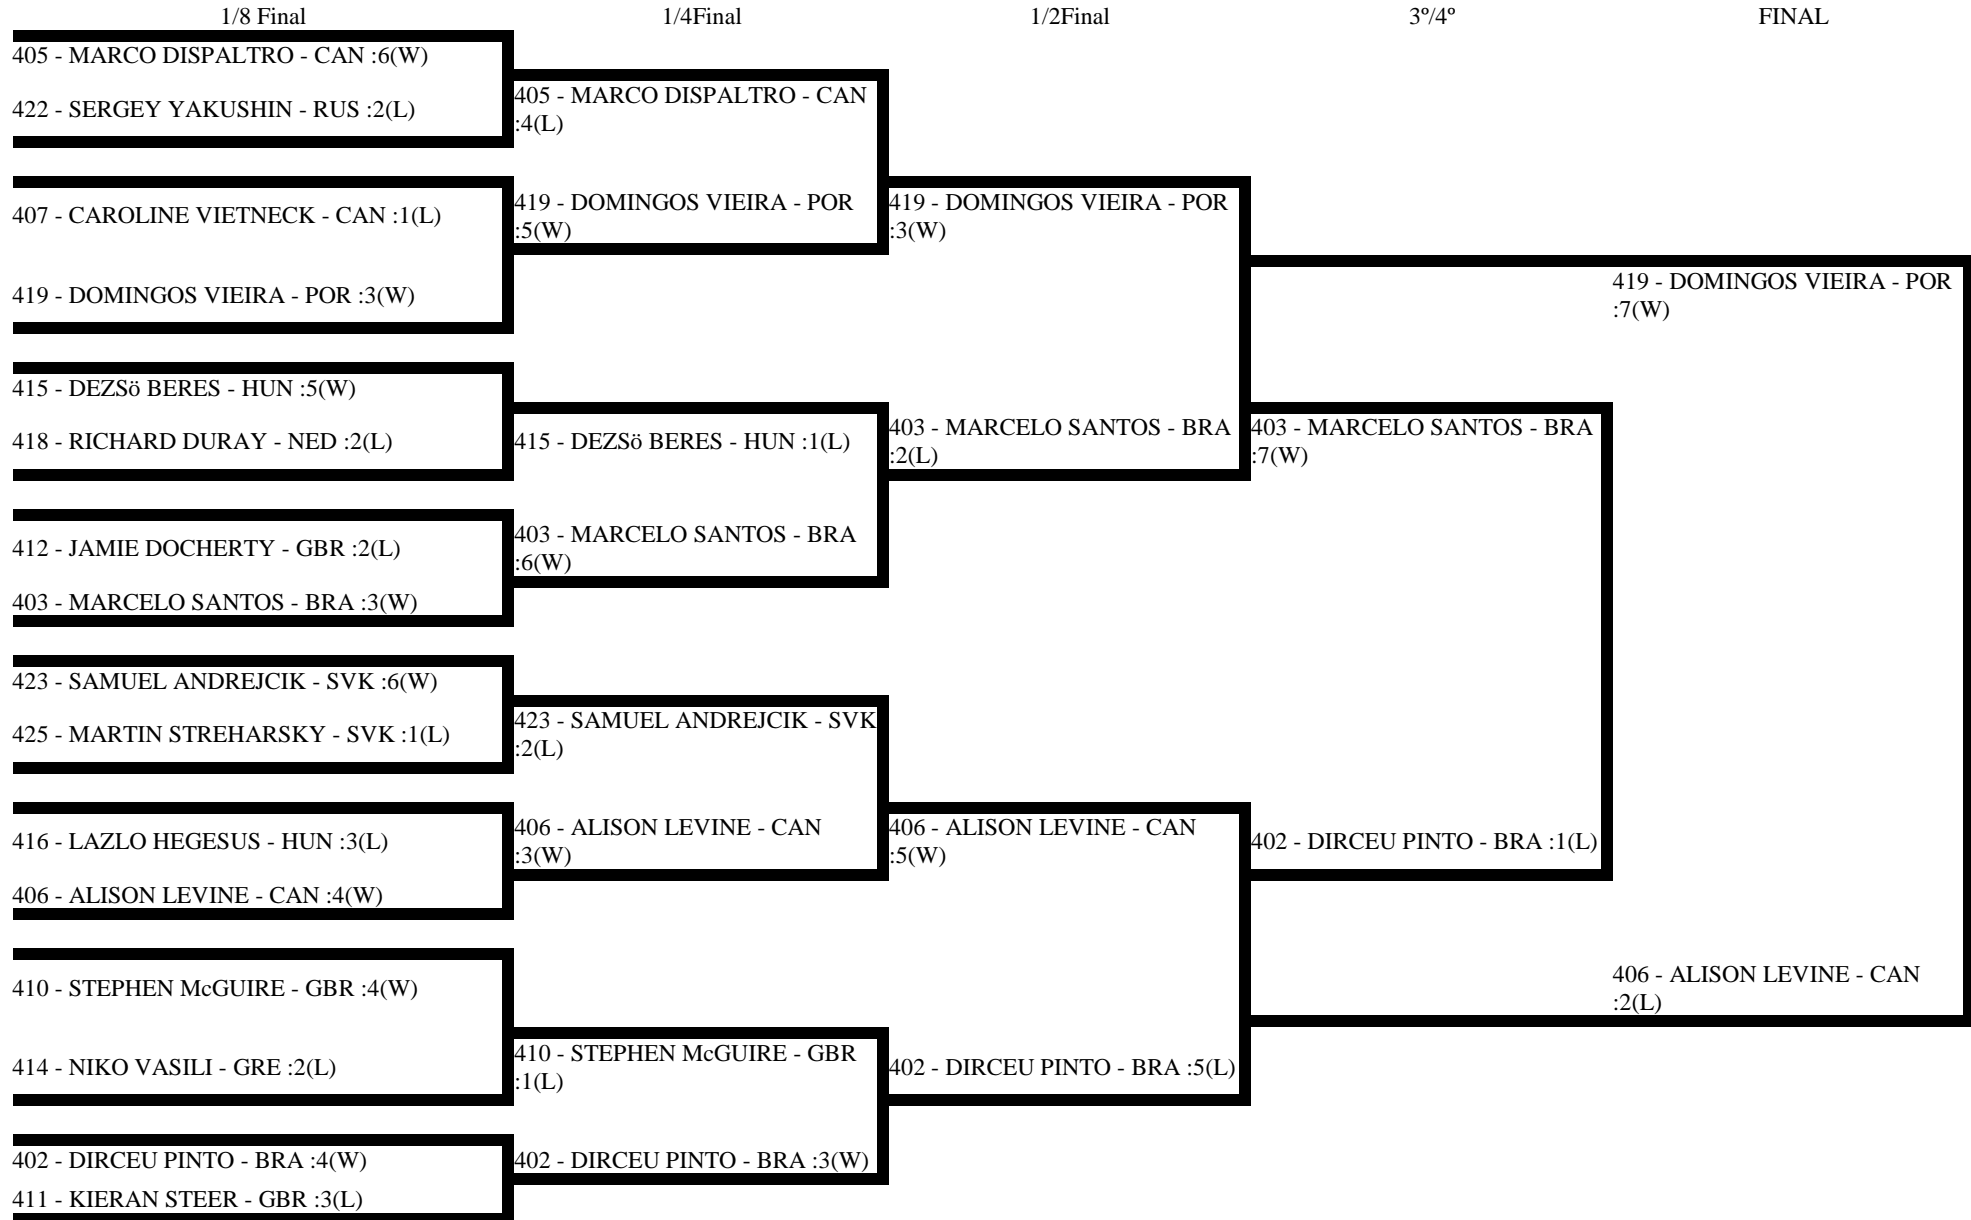 1/8 Final
1/4Final
1/2Final
3º/4º
FINAL
405 - MARCO DISPALTRO - CAN :6(W)
422 - SERGEY YAKUSHIN - RUS :2(L)
407 - CAROLINE VIETNECK - CAN :1(L)
419 - DOMINGOS VIEIRA - POR :3(W)
415 - DEZSö BERES - HUN :5(W)
418 - RICHARD DURAY - NED :2(L)
412 - JAMIE DOCHERTY - GBR :2(L)
403 - MARCELO SANTOS - BRA :3(W)
423 - SAMUEL ANDREJCIK - SVK :6(W)
425 - MARTIN STREHARSKY - SVK :1(L)
416 - LAZLO HEGESUS - HUN :3(L)
406 - ALISON LEVINE - CAN :4(W)
410 - STEPHEN McGUIRE - GBR :4(W)
414 - NIKO VASILI - GRE :2(L)
402 - DIRCEU PINTO - BRA :4(W)
411 - KIERAN STEER - GBR :3(L)
405 - MARCO DISPALTRO - CAN
:4(L)
419 - DOMINGOS VIEIRA - POR
:5(W)
415 - DEZSö BERES - HUN :1(L)
403 - MARCELO SANTOS - BRA
:6(W)
423 - SAMUEL ANDREJCIK - SVK
:2(L)
406 - ALISON LEVINE - CAN
:3(W)
410 - STEPHEN McGUIRE - GBR
:1(L)
402 - DIRCEU PINTO - BRA :3(W)
419 - DOMINGOS VIEIRA - POR
:3(W)
403 - MARCELO SANTOS - BRA
:2(L)
406 - ALISON LEVINE - CAN
:5(W)
402 - DIRCEU PINTO - BRA :5(L)
403 - MARCELO SANTOS - BRA
:7(W)
402 - DIRCEU PINTO - BRA :1(L)
419 - DOMINGOS VIEIRA - POR
:7(W)
406 - ALISON LEVINE - CAN
:2(L)